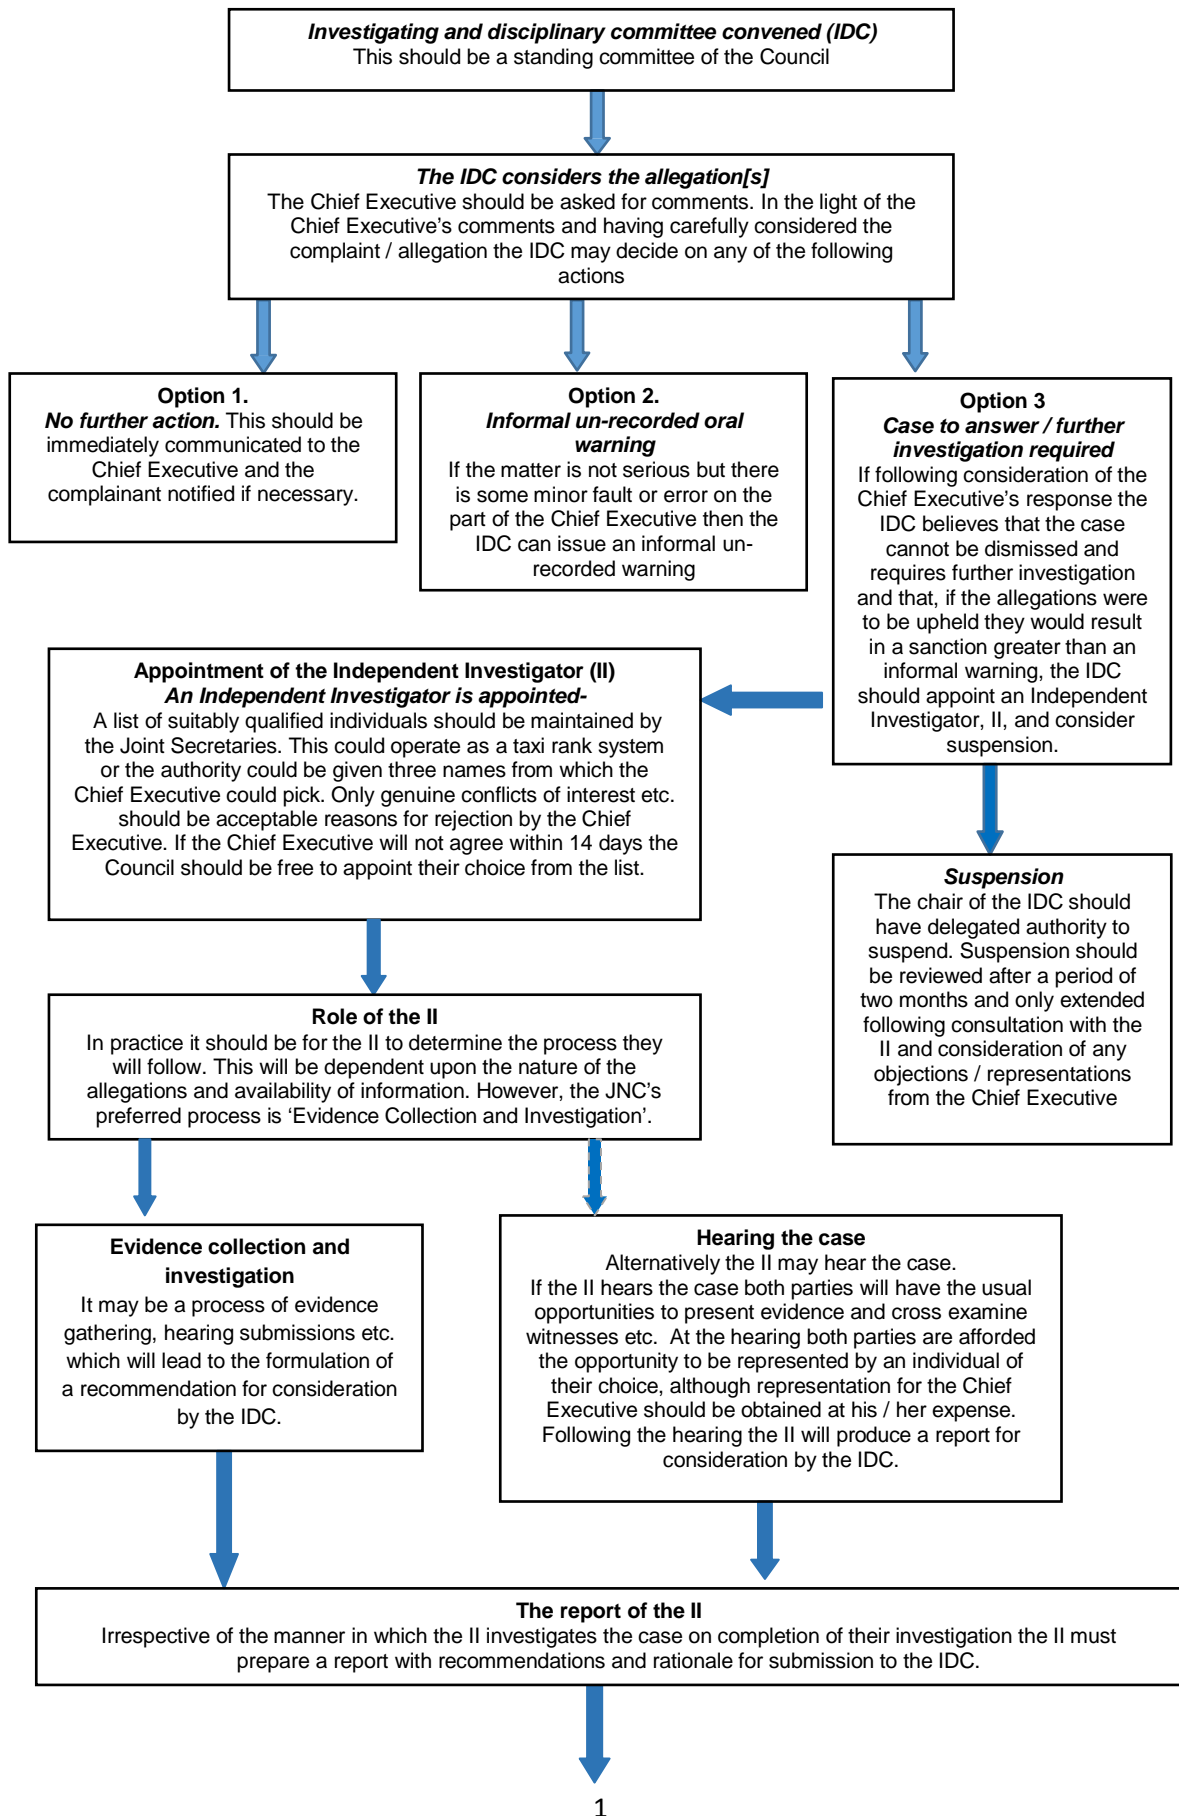 Investigating and disciplinary committee convened (IDC)
This should be a standing committee of the Council
The IDC considers the allegation[s]
The Chief Executive should be asked for comments. In the light of the
Chief Executive's comments and having carefully considered the
complaint / allegation the IDC may decide on any of the following
actions
Option 1.
No further action. This should be
immediately communicated to the
Chief Executive and the
complainant notified if necessary.
Option 2.
Informal un-recorded oral
warning
If the matter is not serious but there
is some minor fault or error on the
part of the Chief Executive then the
IDC can issue an informal un-
recorded warning
Option 3
Case to answer / further
investigation required
If following consideration of the
Chief Executive's response the
IDC believes that the case
cannot be dismissed and
requires further investigation
and that, if the allegations were
to be upheld they would result
in a sanction greater than an
informal warning, the IDC
should appoint an Independent
Investigator, II, and consider
suspension.
Appointment of the Independent Investigator (II)
An Independent Investigator is appointed-
A list of suitably qualified individuals should be maintained by
the Joint Secretaries. This could operate as a taxi rank system
or the authority could be given three names from which the
Chief Executive could pick. Only genuine conflicts of interest etc.
should be acceptable reasons for rejection by the Chief
Executive. If the Chief Executive will not agree within 14 days the
Council should be free to appoint their choice from the list.
Suspension
The chair of the IDC should
have delegated authority to
suspend. Suspension should
be reviewed after a period of
two months and only extended
following consultation with the
II and consideration of any
objections / representations
from the Chief Executive
Role of the II
In practice it should be for the II to determine the process they
will follow. This will be dependent upon the nature of the
allegations and availability of information. However, the JNC's
preferred process is 'Evidence Collection and Investigation'.
Evidence collection and
investigation
It may be a process of evidence
gathering, hearing submissions etc.
which will lead to the formulation of
a recommendation for consideration
by the IDC.
Hearing the case
Alternatively the II may hear the case.
If the II hears the case both parties will have the usual
opportunities to present evidence and cross examine
witnesses etc.  At the hearing both parties are afforded
the opportunity to be represented by an individual of
their choice, although representation for the Chief
Executive should be obtained at his / her expense.
Following the hearing the II will produce a report for
consideration by the IDC.
The report of the II
Irrespective of the manner in which the II investigates the case on completion of their investigation the II must
prepare a report with recommendations and rationale for submission to the IDC.
1